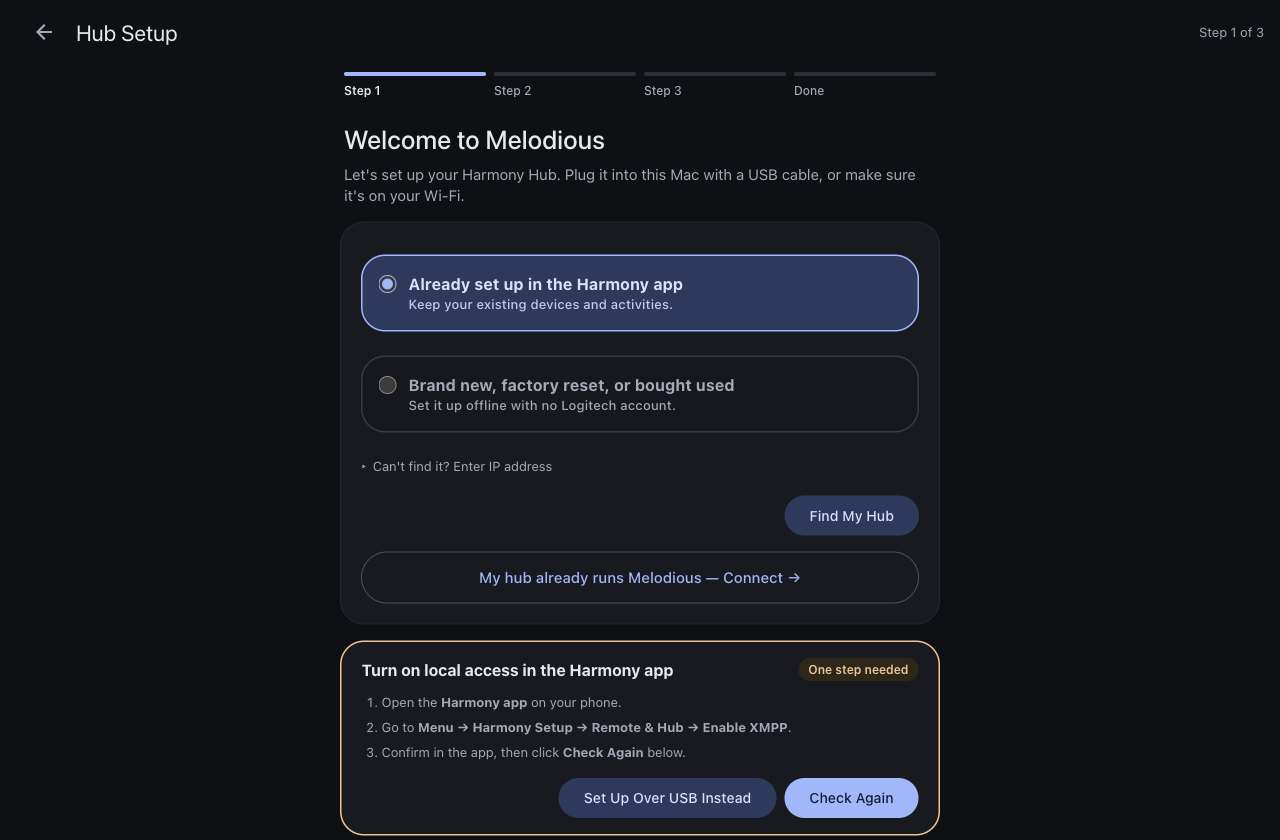 Hub Setup
Step 1 of 3
Step 1
Step 2
Step 3
Done
Welcome to Melodious
Let's set up your Harmony Hub. Plug it into this Mac with a USB cable, or make sure
it's on your Wi-Fi.
Already set up in the Harmony app
Keep your existing devices and activities.
Brand new, factory reset, or bought used
Set it up offline with no Logitech account.
‣ Can't find it? Enter IP address
Find My Hub
My hub already runs Melodious — Connect →
Turn on local access in the Harmony app
One step needed
1. Open the Harmony app on your phone.
2. Go to Menu → Harmony Setup → Remote & Hub → Enable XMPP.
3. Confirm in the app, then click Check Again below.
Set Up Over USB Instead
Check Again